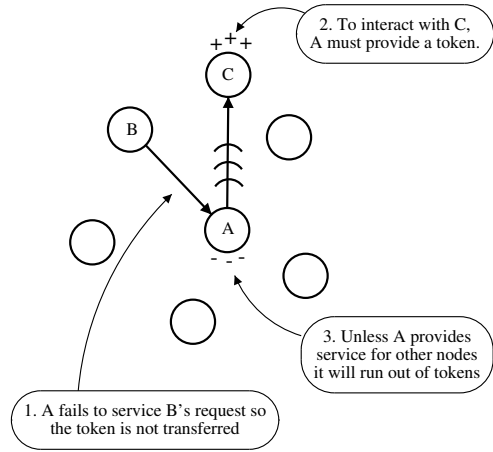 2. To interact with C,
A must provide a token.
+ + +
C
B
A
- - -
3. Unless A provides
service for other nodes
it will run out of tokens
1. A fails to service B's request so
the token is not transferred